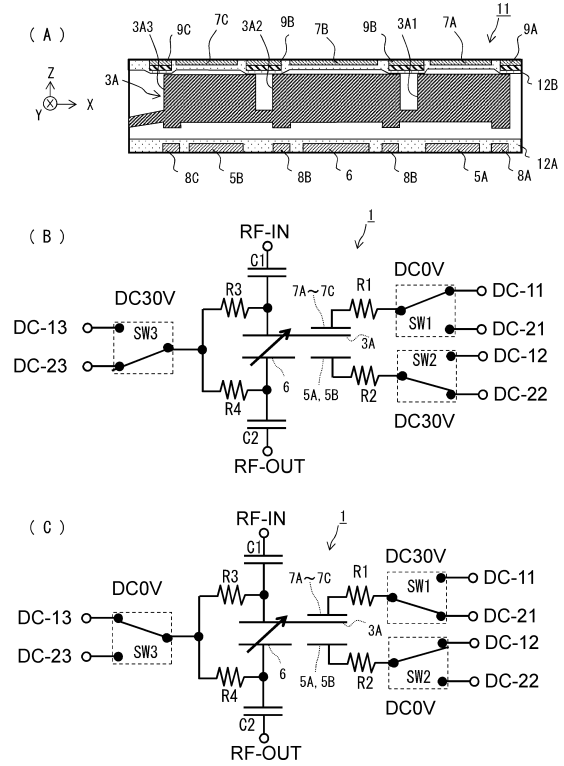 ( A )
3A3 9C 7C 3A2 9B 7B 9B 3A1 7A 11 9A
12B
3A
Z
Y X
12A
8C 5B 8B 6 8B 5A 8A
( B )
RF-IN
1
C1
7A～7C
R1
DC0V
DC-11
R3
DC30V
SW1
DC-21
DC-13
SW3
3A
DC-12
DC-23
SW2
R4
6
5A, 5B
R2
DC-22
DC30V
C2
RF-OUT
( C )
RF-IN
1
C1
DC30V
7A～7C
R1
SW1
DC-11
R3
DC0V
DC-21
DC-13
3A
DC-12
DC-23
SW3
R4
6
5A, 5B
R2
SW2
DC-22
DC0V
C2
RF-OUT